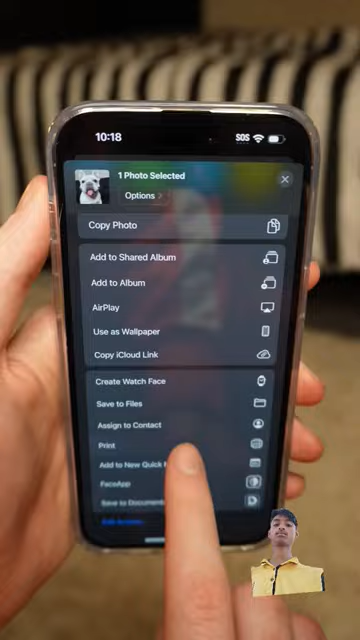 10:18
SOS
1 Photo Selected
Options
Copy Photo
Add to Shared Album
Add to Album
AirPlay
Use as Wallpaper
Copy iCloud Link
Create Watch Face
Save to Files
Assign to Contact
Print
Add to New Quick
FaceApp
Save to